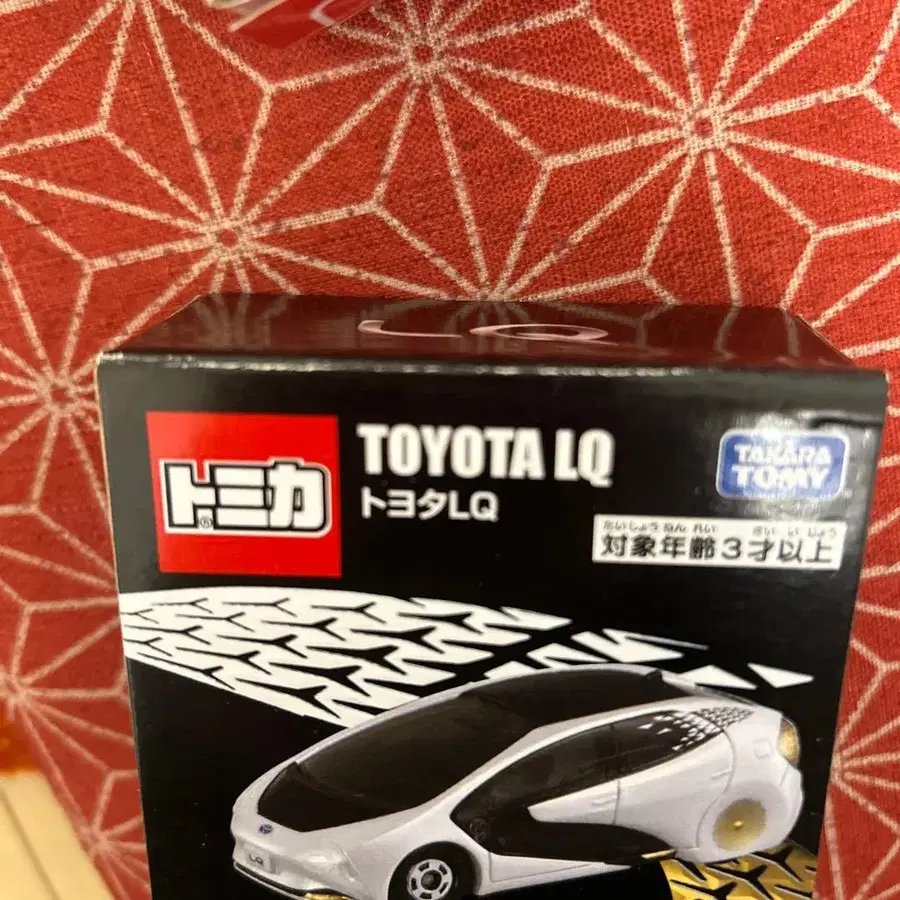 LQ
トミカ
®
TOYOTA LQ
トヨタLQ
TAKARA
TOMY
たいしょう ねん れい さい い じょう
対象年齢3才以上
LQ